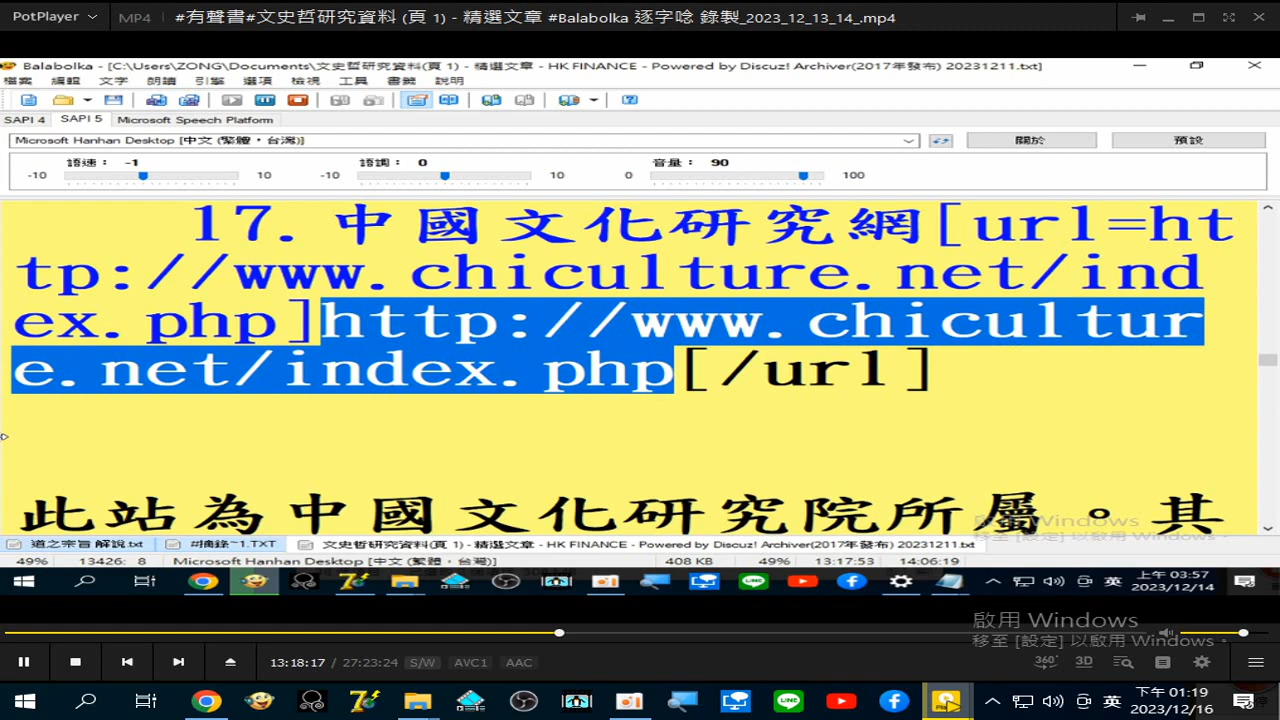 PotPlayer MP4 #有聲書#文史哲研究資料 (頁 1) - 精選文章 #Balabolka 逐字唸 錄製_2023_12_13_14_.mp4
Balabolka - [C:\Users\ZONG\Documents\文史哲研究資料(頁 1) - 精選文章 - HK FINANCE - Powered by Discuz! Archiver(2017年發布) 20231211.txt]
檔案 編輯 文字 朗讀 引擎 選項 檢視 工具 書籤 說明
SAPI 4 SAPI 5 Microsoft Speech Platform
Microsoft Hanhan Desktop [中文 (繁體，台灣)] 關於 預設
語速： -1 語調： 0 音量： 90
-10 10 -10 10 0 100
17. 中國文化研究網[url=ht
tp://www.chiculture.net/ind
ex.php]http://www.chicultur
e.net/index.php[/url]
此站為中國文化研究院所屬。其
啟用 Windows
移至 [設定] 以啟用 Windows。
道之宗旨 解說.txt #摘錄~1.TXT 文史哲研究資料(頁 1) - 精選文章 - HK FINANCE - Powered by Discuz! Archiver(2017年發布) 20231211.txt
49% 13426: 8 Microsoft Hanhan Desktop [中文 (繁體，台灣)] 408 KB 49% 13:17:53 14:06:19
英 上午 03:57
2023/12/14
啟用 Windows
移至 [設定] 以啟用 Windows。
13:18:17 / 27:23:24 S/W AVC1 AAC 360° 3D
英 下午 01:19
2023/12/16